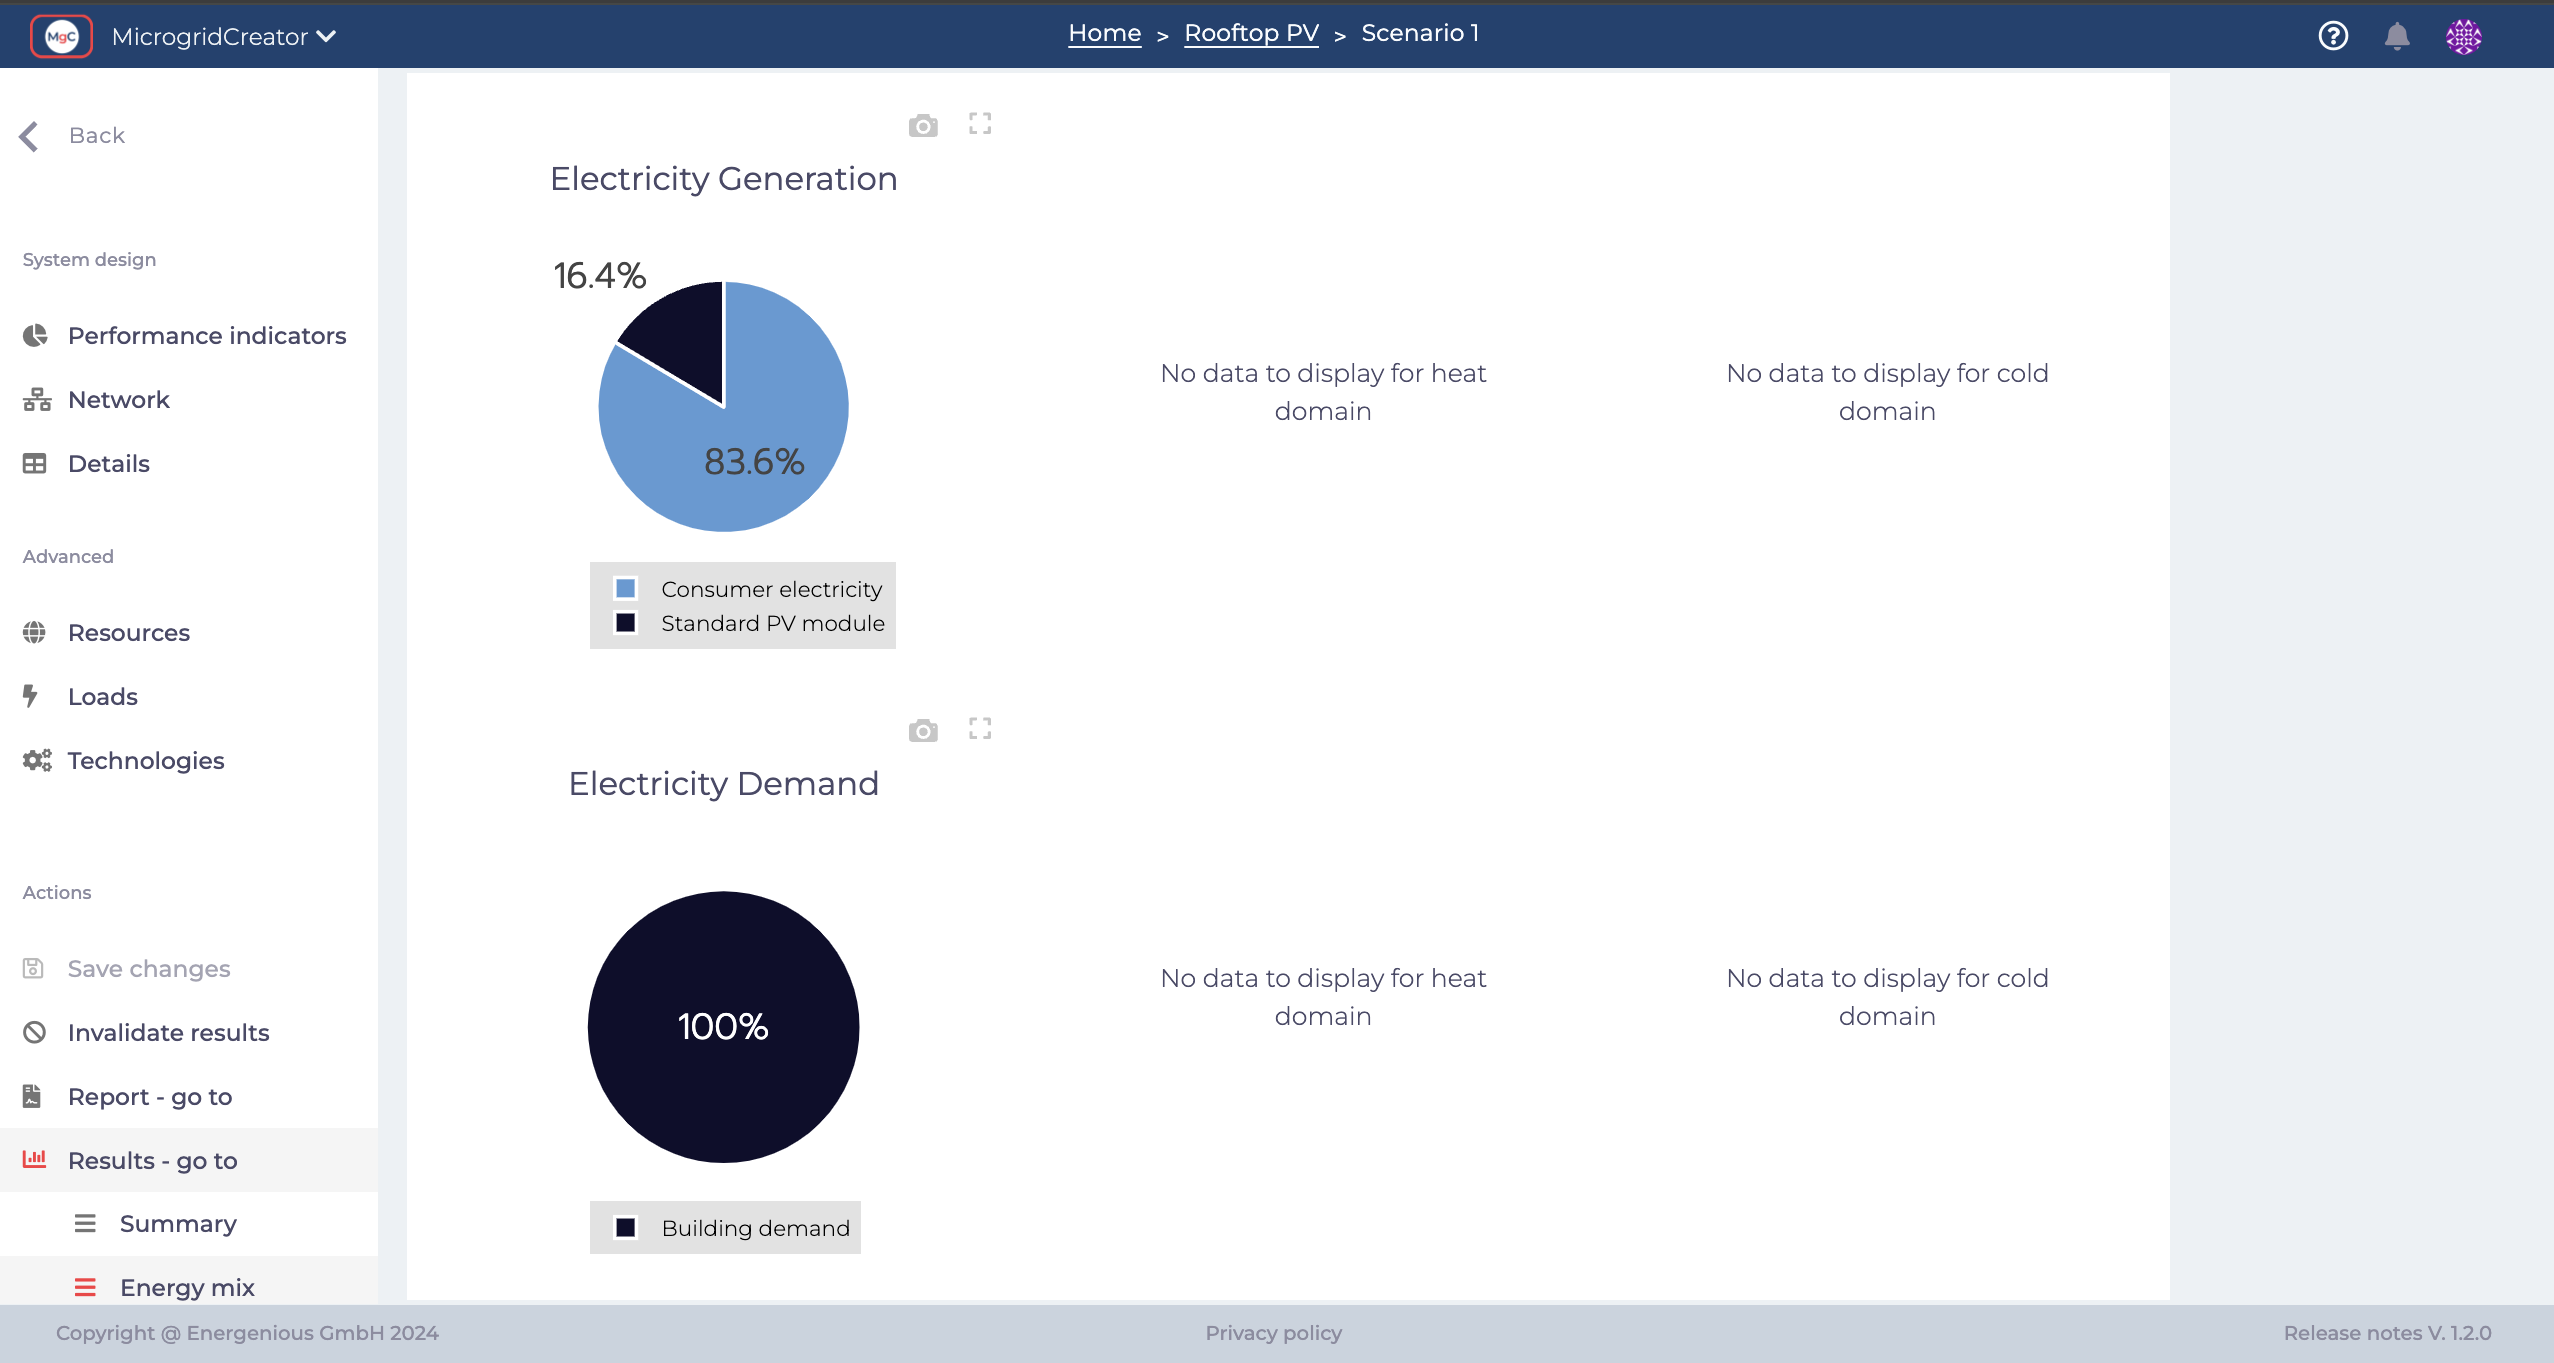 MgC MicrogridCreator
Home > Rooftop PV > Scenario 1
Back
System design
Performance indicators
Network
Details
Advanced
Resources
Loads
Technologies
Actions
Save changes
Invalidate results
Report - go to
Results - go to
Summary
Energy mix
Electricity Generation
16.4%
83.6%
Consumer electricity
Standard PV module
No data to display for heat
domain
No data to display for cold
domain
Electricity Demand
100%
Building demand
No data to display for heat
domain
No data to display for cold
domain
Copyright @ Energenious GmbH 2024
Privacy policy
Release notes V. 1.2.0